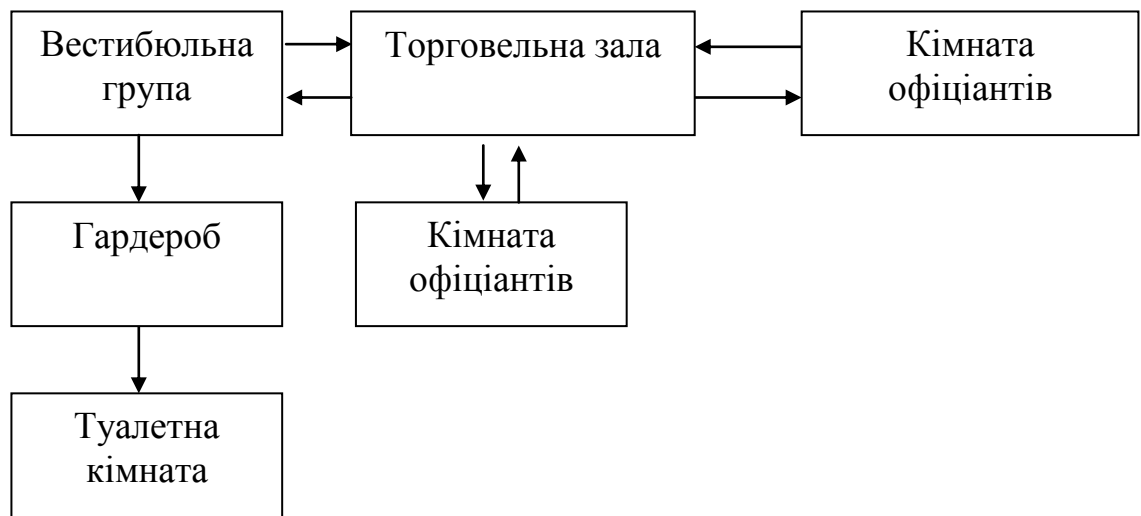 Вестибюльна
група
Торговельна зала
Кімната
офіціантів
Гардероб
Кімната
офіціантів
Туалетна
кімната